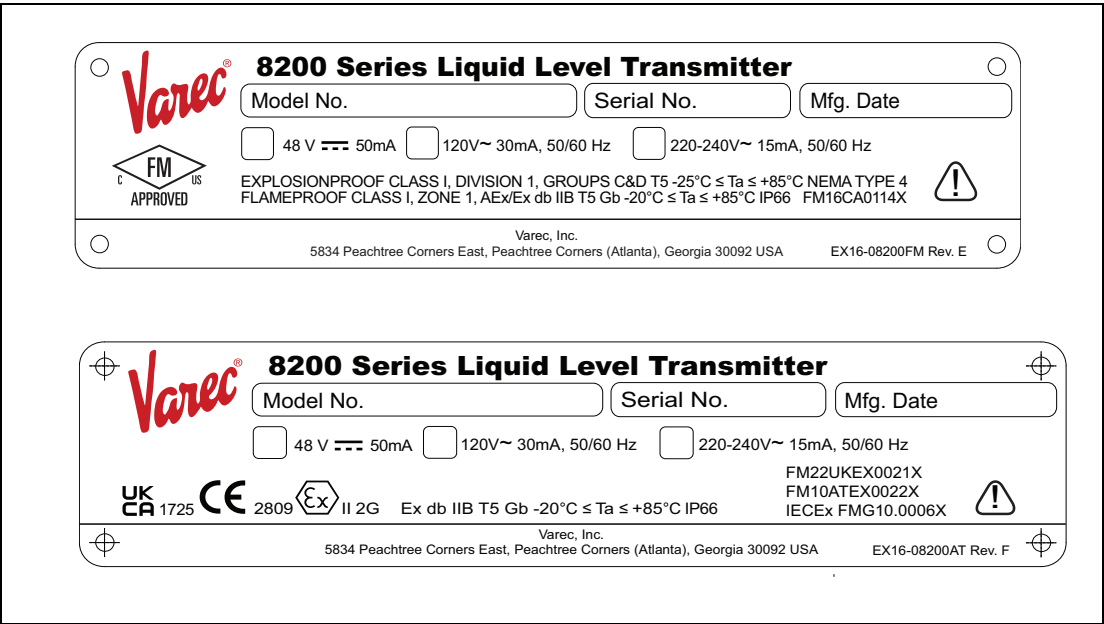 Varec®
8200 Series Liquid Level Transmitter
Model No.
Serial No.
Mfg. Date
48 V ⎓ 50mA
120V~ 30mA, 50/60 Hz
220-240V~ 15mA, 50/60 Hz
C FM US
APPROVED
EXPLOSIONPROOF CLASS I, DIVISION 1, GROUPS C&D T5 -25°C ≤ Ta ≤ +85°C NEMA TYPE 4
FLAMEPROOF CLASS I, ZONE 1, AEx/Ex db IIB T5 Gb -20°C ≤ Ta ≤ +85°C IP66 FM16CA0114X
!
Varec, Inc.
5834 Peachtree Corners East, Peachtree Corners (Atlanta), Georgia 30092 USA
EX16-08200FM Rev. E
Varec®
8200 Series Liquid Level Transmitter
Model No.
Serial No.
Mfg. Date
48 V ⎓ 50mA
120V~ 30mA, 50/60 Hz
220-240V~ 15mA, 50/60 Hz
FM22UKEX0021X
FM10ATEX0022X
IECEx FMG10.0006X
UK
CA 1725 CE 2809 Ex II 2G Ex db IIB T5 Gb -20°C ≤ Ta ≤ +85°C IP66
!
Varec, Inc.
5834 Peachtree Corners East, Peachtree Corners (Atlanta), Georgia 30092 USA
EX16-08200AT Rev. F